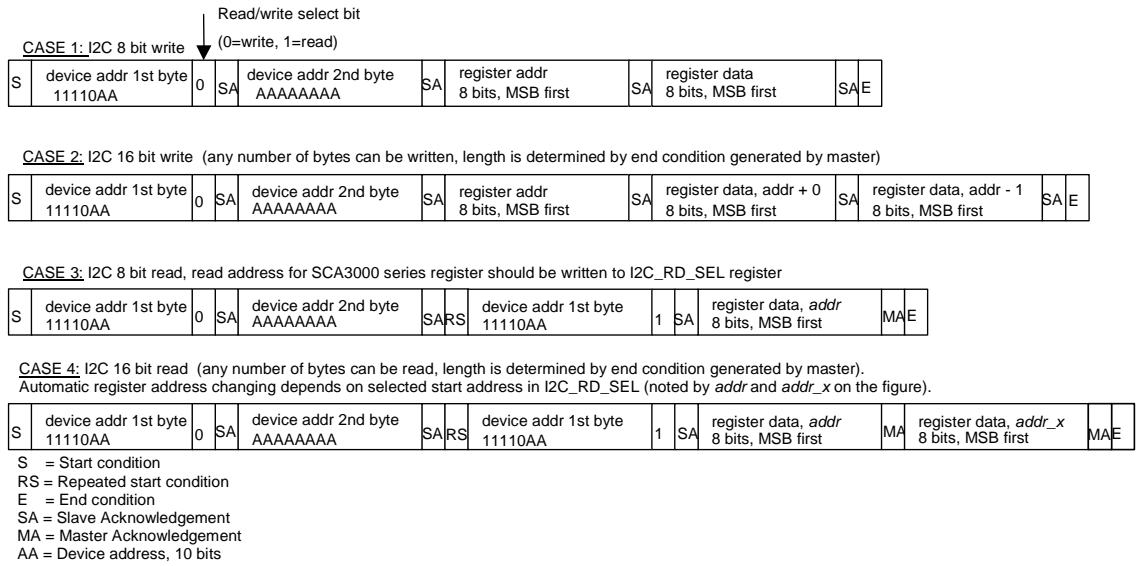 Read/write select bit
(0=write, 1=read)
CASE 1: I2C 8 bit write
S device addr 1st byte 11110AA 0 SA device addr 2nd byte AAAAAAAA SA register addr 8 bits, MSB first SA register data 8 bits, MSB first SA E
CASE 2: I2C 16 bit write (any number of bytes can be written, length is determined by end condition generated by master)
S device addr 1st byte 11110AA 0 SA device addr 2nd byte AAAAAAAA SA register addr 8 bits, MSB first SA register data, addr + 0 8 bits, MSB first SA register data, addr - 1 8 bits, MSB first SA E
CASE 3: I2C 8 bit read, read address for SCA3000 series register should be written to I2C_RD_SEL register
S device addr 1st byte 11110AA 0 SA device addr 2nd byte AAAAAAAA SA RS device addr 1st byte 11110AA 1 SA register data, addr 8 bits, MSB first MA E
CASE 4: I2C 16 bit read (any number of bytes can be read, length is determined by end condition generated by master).
Automatic register address changing depends on selected start address in I2C_RD_SEL (noted by addr and addr_x on the figure).
S device addr 1st byte 11110AA 0 SA device addr 2nd byte AAAAAAAA SA RS device addr 1st byte 11110AA 1 SA register data, addr 8 bits, MSB first MA register data, addr_x 8 bits, MSB first MA E
S = Start condition
RS = Repeated start condition
E = End condition
SA = Slave Acknowledgement
MA = Master Acknowledgement
AA = Device address, 10 bits